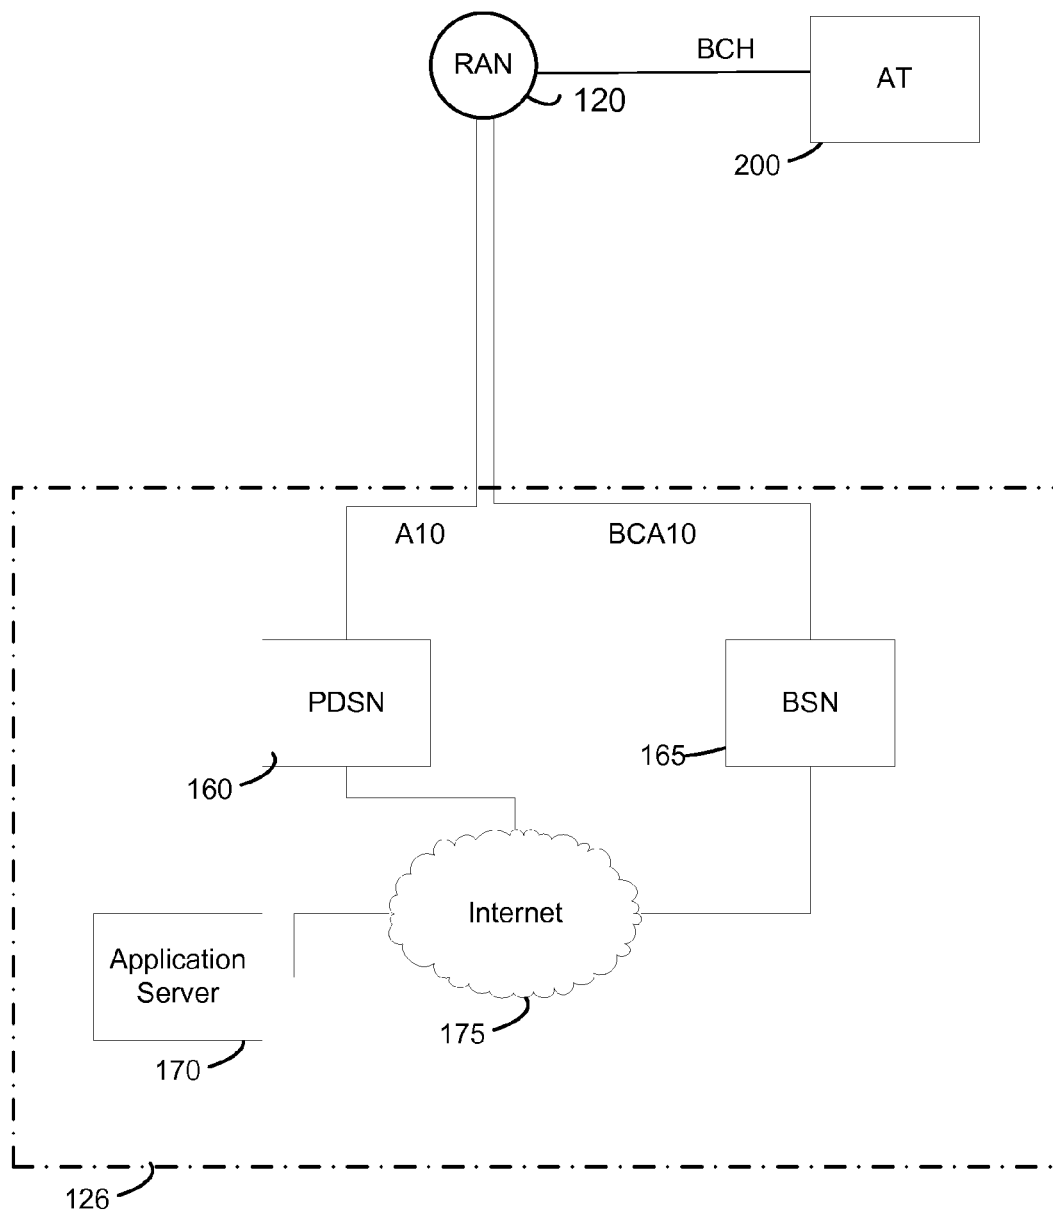 RAN
BCH
AT
120
200
A10
BCA10
PDSN
BSN
165
160
Internet
Application
Server
175
170
126